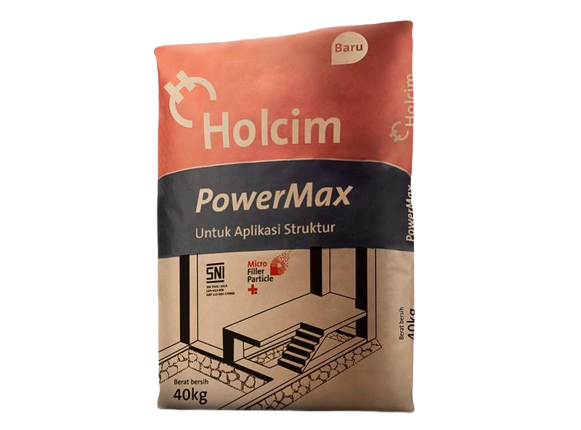 Baru
Holcim
PowerMax
Untuk Aplikasi Struktur
SNI
Micro
Filler
Particle
Berat bersih
40kg
Holcim
PowerMax
Berat bersih
40kg